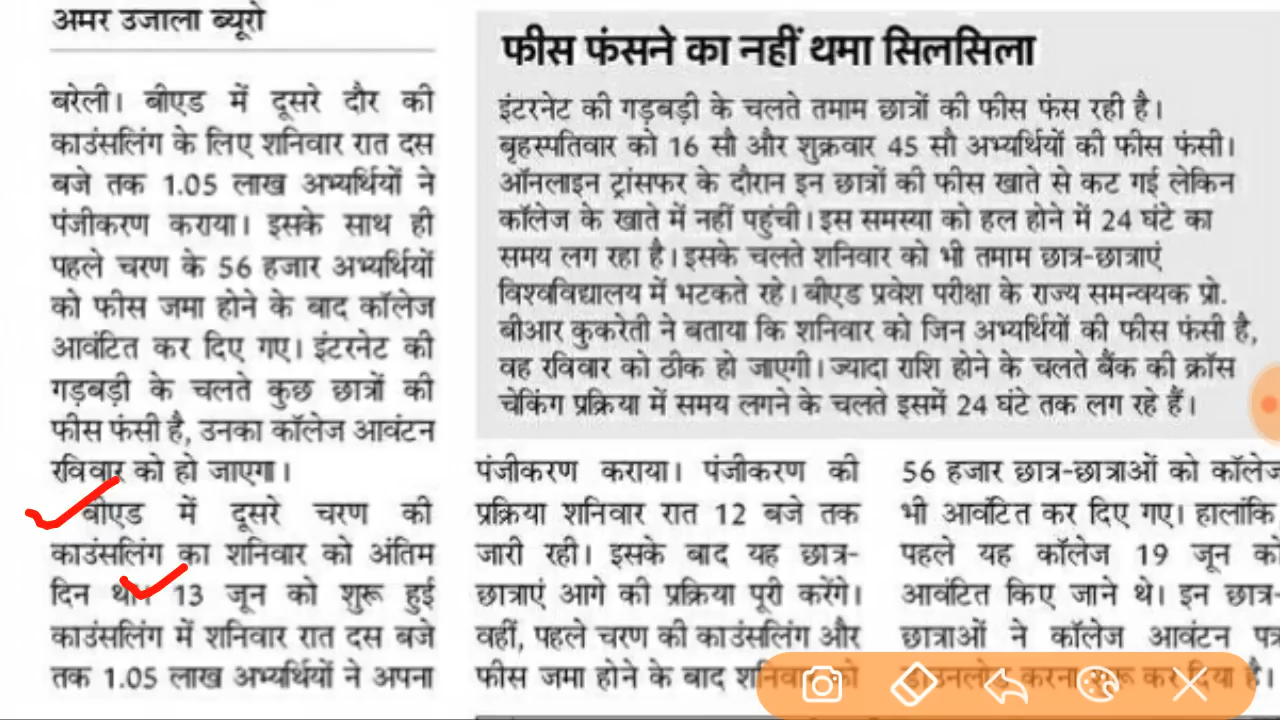 अमर उजाला ब्यूरो
बरेली। बीएड में दूसरे दौर की
काउंसलिंग के लिए शनिवार रात दस
बजे तक 1.05 लाख अभ्यर्थियों ने
पंजीकरण कराया। इसके साथ ही
पहले चरण के 56 हजार अभ्यर्थियों
को फीस जमा होने के बाद कॉलेज
आवंटित कर दिए गए। इंटरनेट की
गड़बड़ी के चलते कुछ छात्रों की
फीस फंसी है, उनका कॉलेज आवंटन
रविवार को हो जाएगा।
बीएड में दूसरे चरण की
काउंसलिंग का शनिवार को अंतिम
दिन था। 13 जून को शुरू हुई
काउंसलिंग में शनिवार रात दस बजे
तक 1.05 लाख अभ्यर्थियों ने अपना
फीस फंसने का नहीं थमा सिलसिला
इंटरनेट की गड़बड़ी के चलते तमाम छात्रों की फीस फंस रही है।
बृहस्पतिवार को 16 सौ और शुक्रवार 45 सौ अभ्यर्थियों की फीस फंसी।
ऑनलाइन ट्रांसफर के दौरान इन छात्रों की फीस खाते से कट गई लेकिन
कॉलेज के खाते में नहीं पहुंची। इस समस्या को हल होने में 24 घंटे का
समय लग रहा है। इसके चलते शनिवार को भी तमाम छात्र-छात्राएं
विश्वविद्यालय में भटकते रहे। बीएड प्रवेश परीक्षा के राज्य समन्वयक प्रो.
बीआर कुकरेती ने बताया कि शनिवार को जिन अभ्यर्थियों की फीस फंसी है,
वह रविवार को ठीक हो जाएगी। ज्यादा राशि होने के चलते बैंक की क्रॉस
चेकिंग प्रक्रिया में समय लगने के चलते इसमें 24 घंटे तक लग रहे हैं।
पंजीकरण कराया। पंजीकरण की
प्रक्रिया शनिवार रात 12 बजे तक
जारी रही। इसके बाद यह छात्र-
छात्राएं आगे की प्रक्रिया पूरी करेंगे।
वहीं, पहले चरण की काउंसलिंग और
फीस जमा होने के बाद शनिवार को
56 हजार छात्र-छात्राओं को कॉलेज
भी आवंटित कर दिए गए। हालांकि
पहले यह कॉलेज 19 जून को
आवंटित किए जाने थे। इन छात्र-
छात्राओं ने कॉलेज आवंटन पत्र
डाउनलोड करना शुरू कर दिया है।